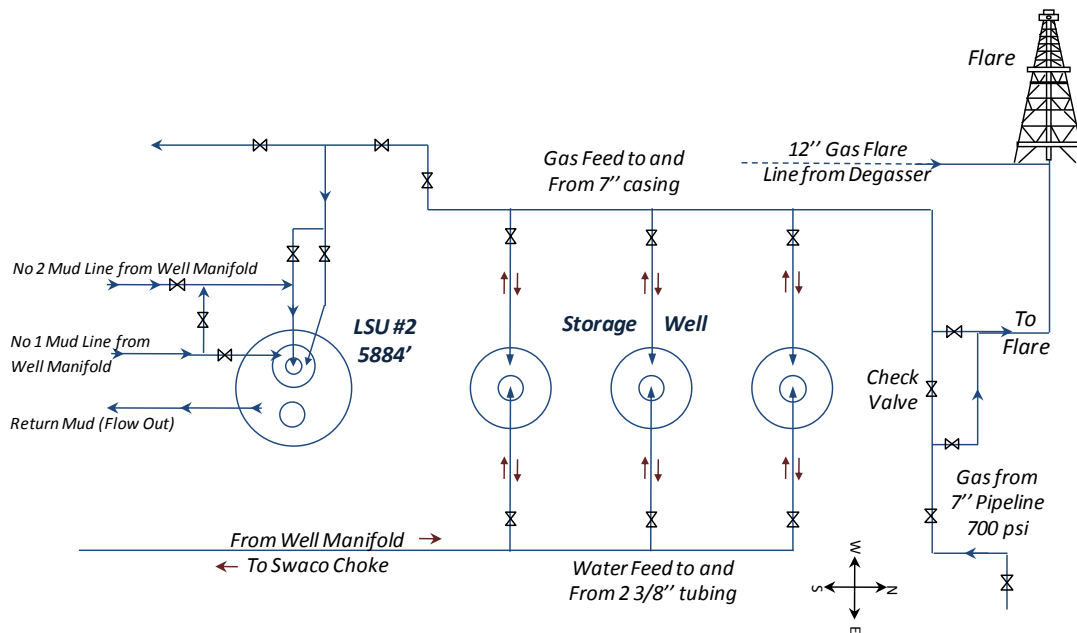 Flare
12’’ Gas Flare
Line from Degasser
Gas Feed to and
From 7’’ casing
No 2 Mud Line from Well Manifold
No 1 Mud Line from
Well Manifold
LSU #2
5884’
Storage Well
To
Flare
Check
Valve
Return Mud (Flow Out)
Gas from
7’’ Pipeline
700 psi
From Well Manifold
To Swaco Choke
Water Feed to and
From 2 3/8’’ tubing
W
S
N
E